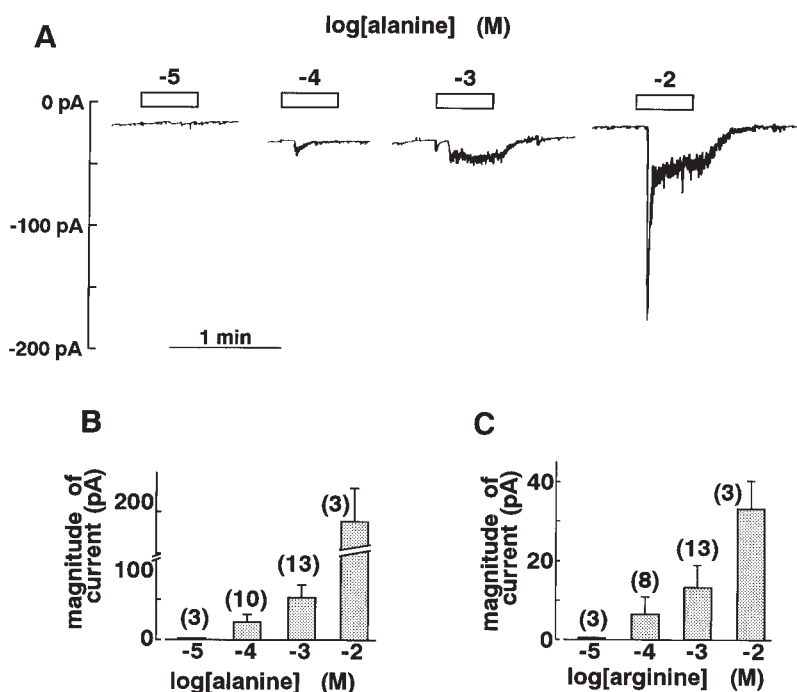 A
log[alanine] (M)
-5 -4 -3 -2
0 pA
-100 pA
-200 pA
1 min
B
magnitude of
current (pA)
200
100
0
(3) (10) (13) (3)
-5 -4 -3 -2
log[alanine] (M)
C
magnitude of
current (pA)
40
20
0
(3) (8) (13) (3)
-5 -4 -3 -2
log[arginine] (M)